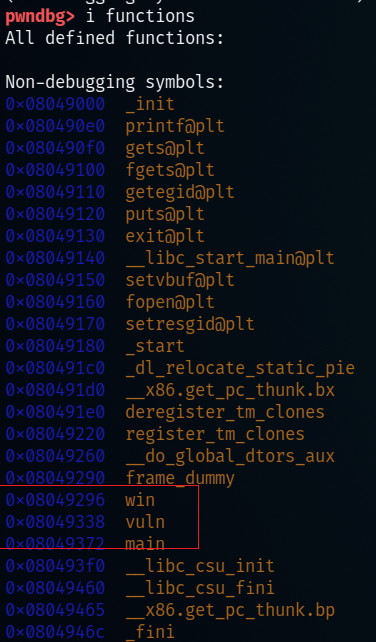 pwndbg> i functions
All defined functions:
Non-debugging symbols:
0x08049000 _init
0x080490e0 printf@plt
0x080490f0 gets@plt
0x08049100 fgets@plt
0x08049110 getegid@plt
0x08049120 puts@plt
0x08049130 exit@plt
0x08049140 __libc_start_main@plt
0x08049150 setvbuf@plt
0x08049160 fopen@plt
0x08049170 setresgid@plt
0x08049180 _start
0x080491c0 _dl_relocate_static_pie
0x080491d0 __x86.get_pc_thunk.bx
0x080491e0 deregister_tm_clones
0x08049220 register_tm_clones
0x08049260 __do_global_dtors_aux
0x08049290 frame_dummy
0x08049296 win
0x08049338 vuln
0x08049372 main
0x080493f0 __libc_csu_init
0x08049460 __libc_csu_fini
0x08049465 __x86.get_pc_thunk.bp
0x0804946c _fini